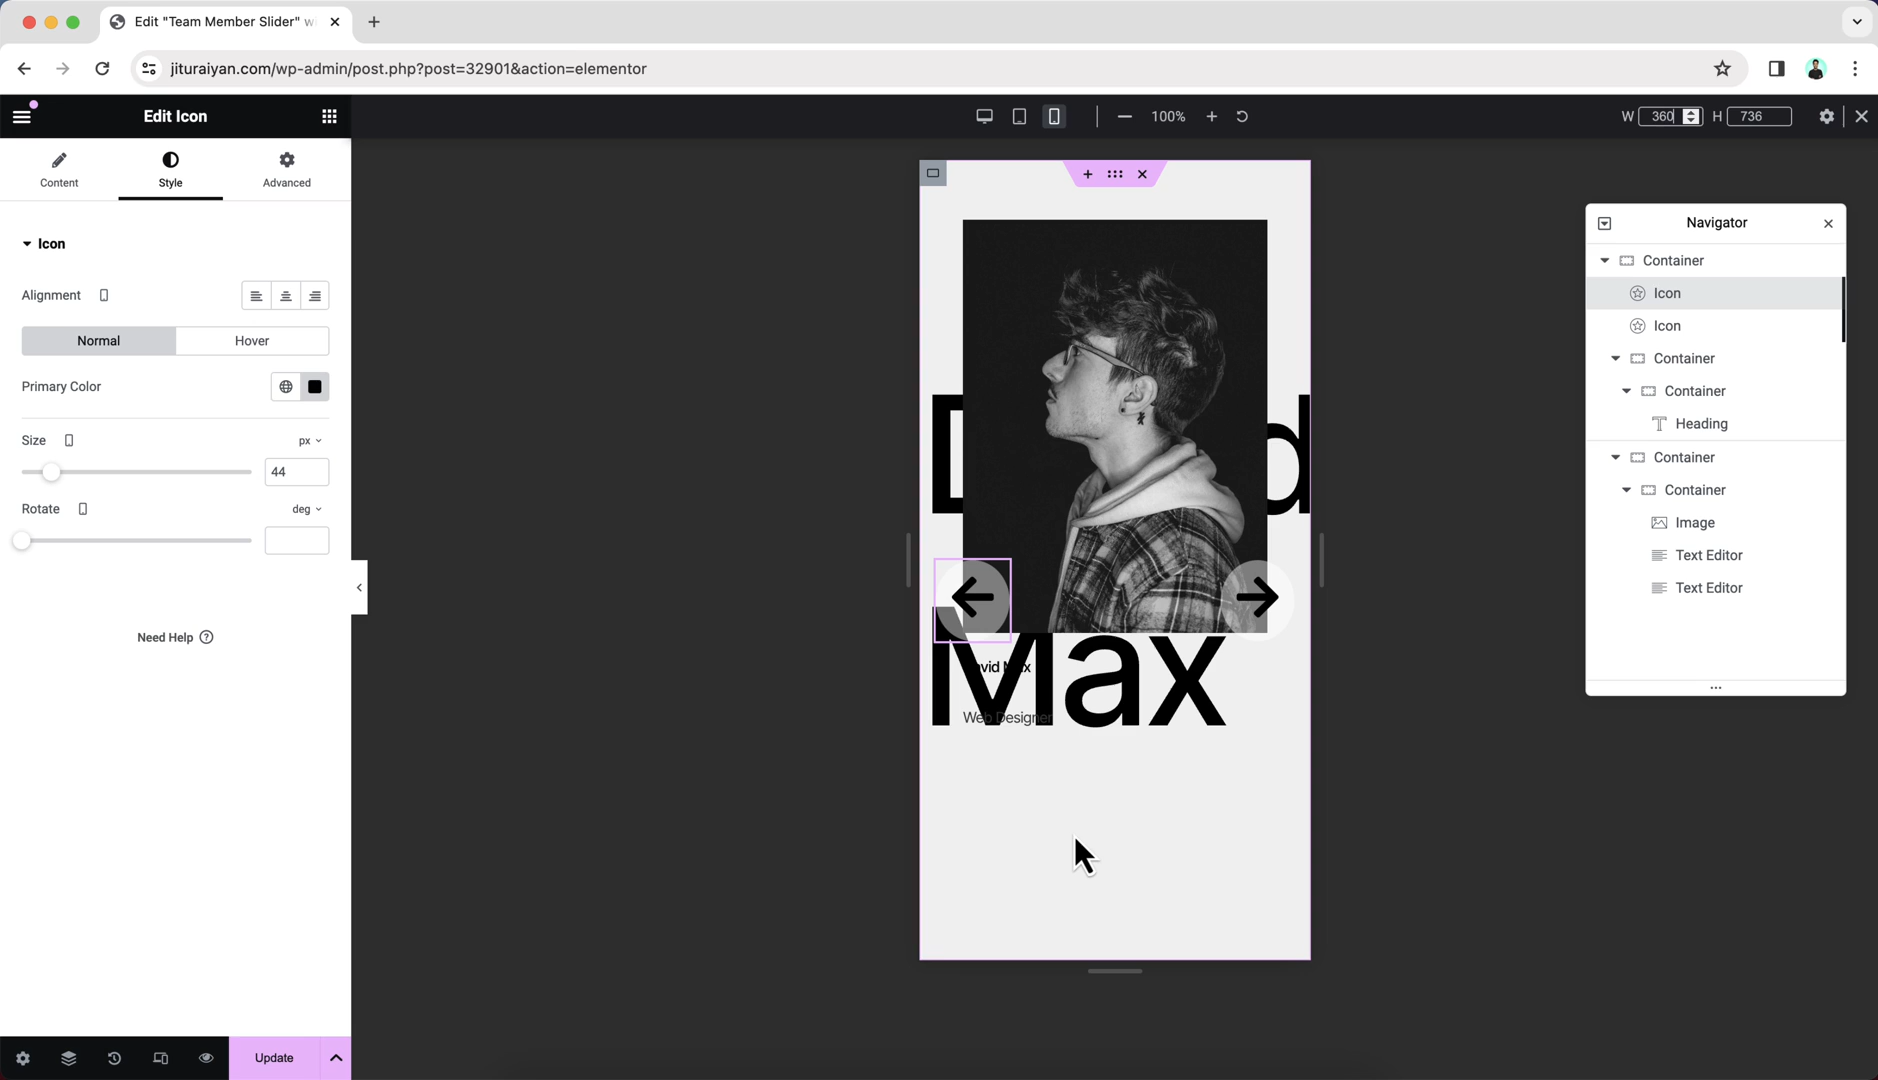 Edit "Team Member Slider" w
jituraiyan.com/wp-admin/post.php?post=32901&action=elementor
Edit Icon
100%
W 360 H 736
Content
Style
Advanced
Icon
Alignment
Normal
Hover
Primary Color
Size
px
44
Rotate
deg
Need Help
Update
d
Max
David Max
Web Designer
Navigator
Container
Icon
Icon
Container
Container
Heading
Container
Container
Image
Text Editor
Text Editor